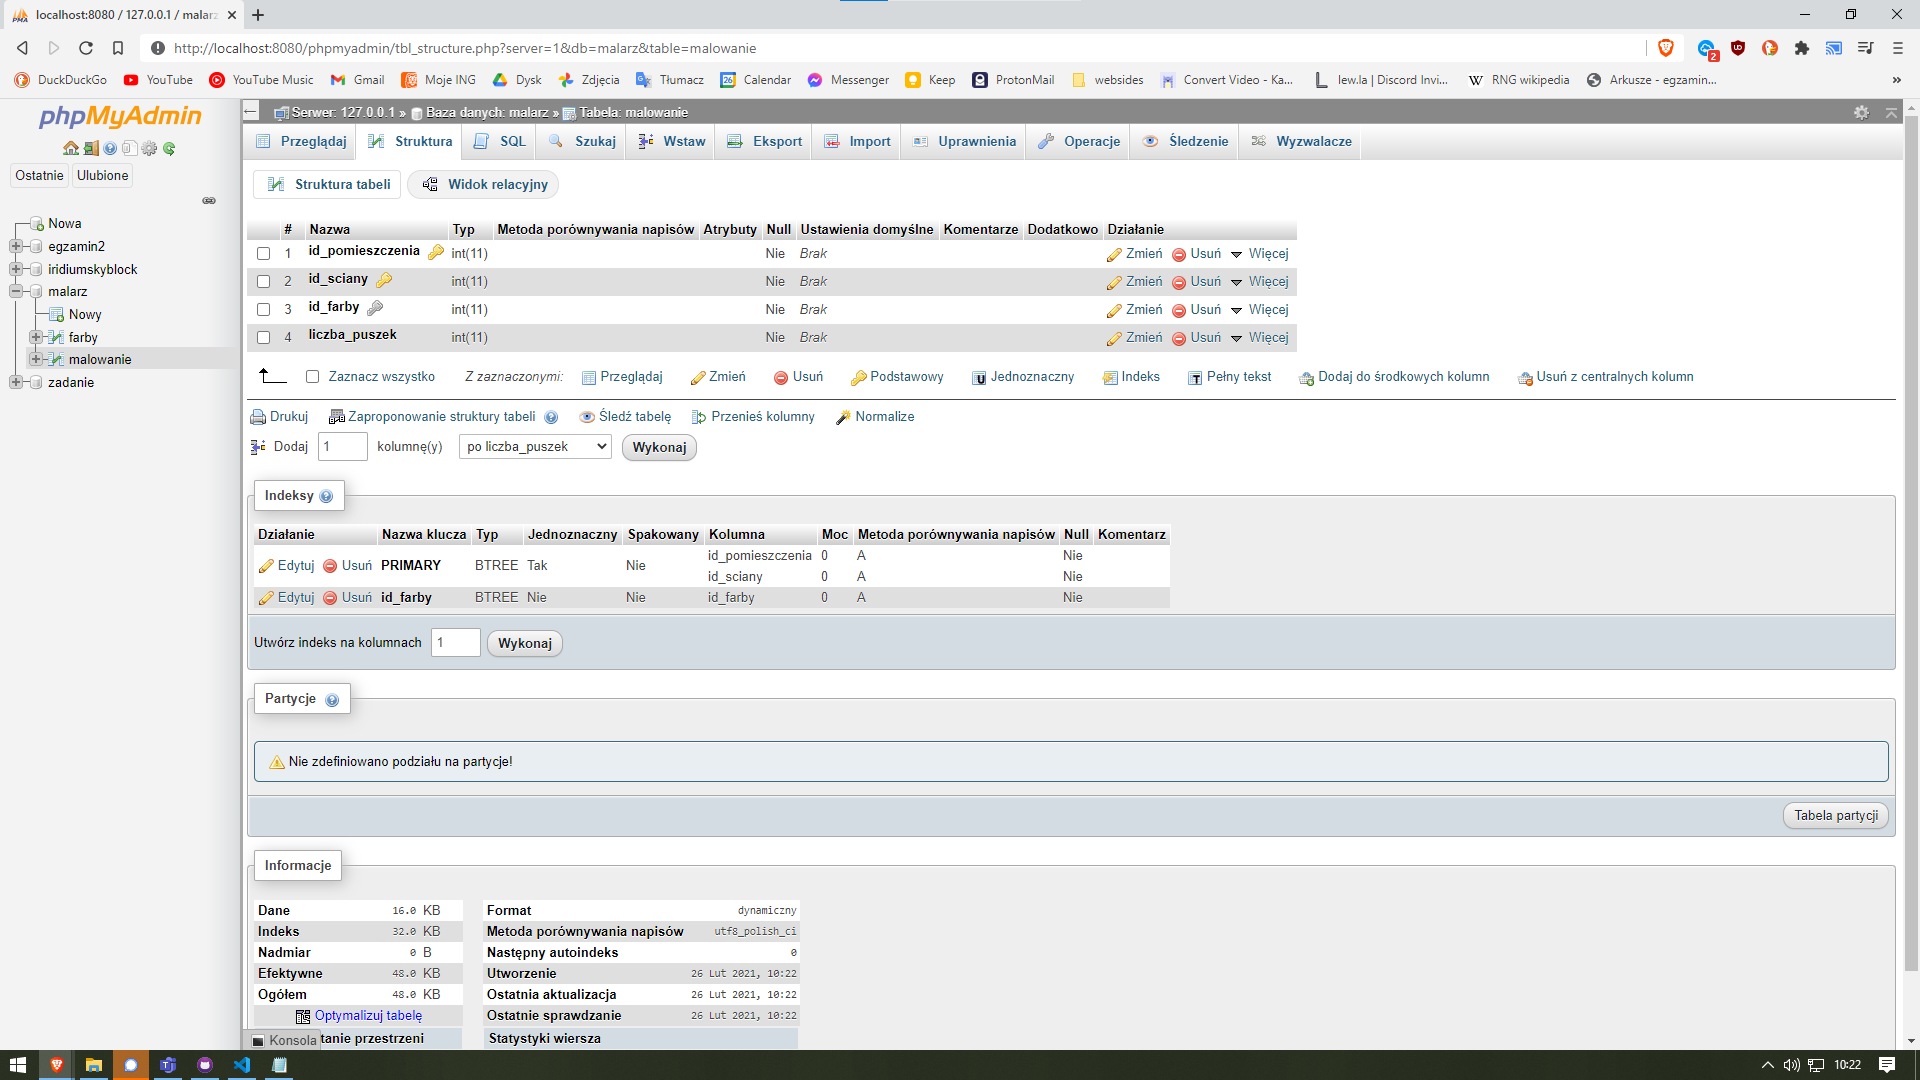 localhost:8080 / 127.0.0.1 / malarz
http://localhost:8080/phpmyadmin/tbl_structure.php?server=1&db=malarz&table=malowanie
2
DuckDuckGo YouTube YouTube Music Gmail Moje ING Dysk Zdjęcia Tłumacz Calendar Messenger Keep ProtonMail websides Convert Video - Ka... lew.la | Discord Invi... RNG wikipedia Arkusze - egzamin... »
phpMyAdmin
Ostatnie Ulubione
Nowa
egzamin2
iridiumskyblock
malarz
Nowy
farby
malowanie
zadanie
Serwer: 127.0.0.1 » Baza danych: malarz » Tabela: malowanie
Przeglądaj Struktura SQL Szukaj Wstaw Eksport Import Uprawnienia Operacje Śledzenie Wyzwalacze
Struktura tabeli Widok relacyjny
# Nazwa Typ Metoda porównywania napisów Atrybuty Null Ustawienia domyślne Komentarze Dodatkowo Działanie
1 id_pomieszczenia int(11) Nie Brak Zmień Usuń Więcej
2 id_sciany int(11) Nie Brak Zmień Usuń Więcej
3 id_farby int(11) Nie Brak Zmień Usuń Więcej
4 liczba_puszek int(11) Nie Brak Zmień Usuń Więcej
Zaznacz wszystko Z zaznaczonymi: Przeglądaj Zmień Usuń Podstawowy Jednoznaczny Indeks Pełny tekst Dodaj do środkowych kolumn Usuń z centralnych kolumn
Drukuj Zaproponowanie struktury tabeli Śledź tabelę Przenieś kolumny Normalize
Dodaj 1 kolumnę(y) po liczba_puszek Wykonaj
Indeksy
Działanie Nazwa klucza Typ Jednoznaczny Spakowany Kolumna Moc Metoda porównywania napisów Null Komentarz
Edytuj Usuń PRIMARY BTREE Tak Nie id_pomieszczenia 0 A Nie
id_sciany 0 A Nie
Edytuj Usuń id_farby BTREE Nie Nie id_farby 0 A Nie
Utwórz indeks na kolumnach 1 Wykonaj
Partycje
Nie zdefiniowano podziału na partycje!
Tabela partycji
Informacje
Dane 16.0 KB
Indeks 32.0 KB
Nadmiar 0 B
Efektywne 48.0 KB
Ogółem 48.0 KB
Optymalizuj tabelę
tanie przestrzeni
Format dynamiczny
Metoda porównywania napisów utf8_polish_ci
Następny autoindeks 0
Utworzenie 26 Lut 2021, 10:22
Ostatnia aktualizacja 26 Lut 2021, 10:22
Ostatnie sprawdzanie 26 Lut 2021, 10:22
Statystyki wiersza
Konsola
10:22